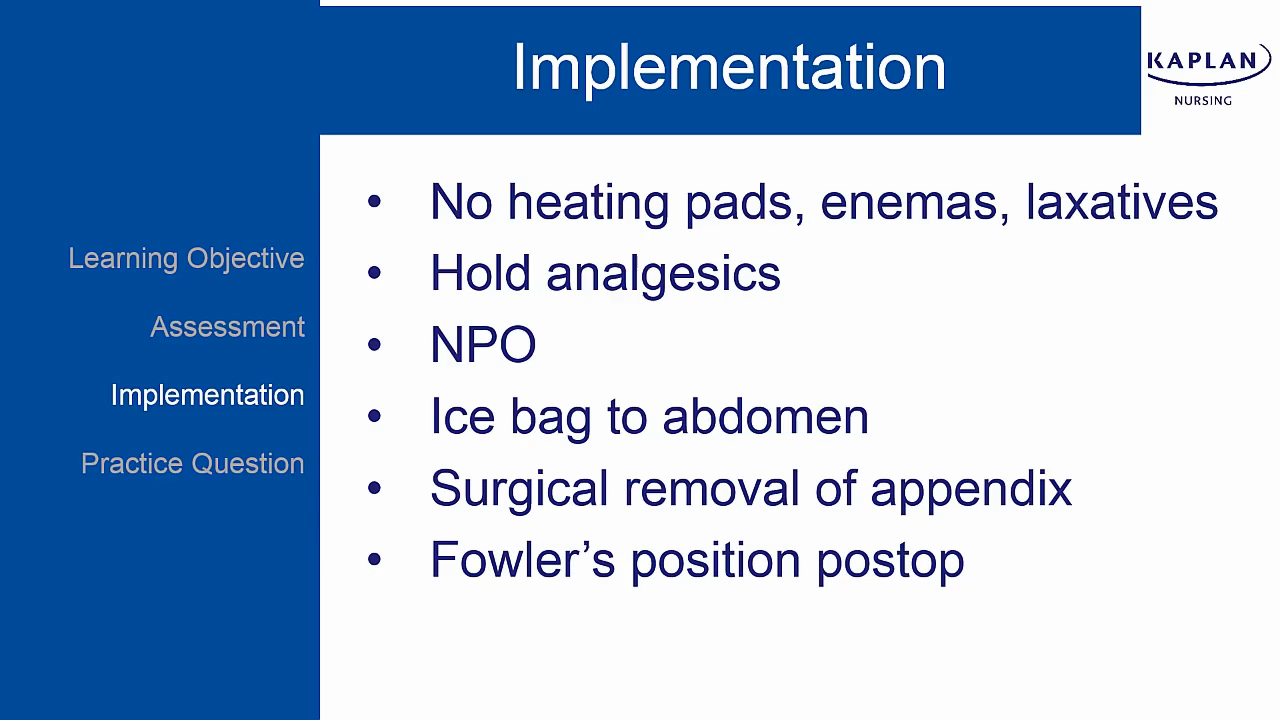 Implementation
KAPLAN
NURSING
Learning Objective
Assessment
Implementation
Practice Question
• No heating pads, enemas, laxatives
• Hold analgesics
• NPO
• Ice bag to abdomen
• Surgical removal of appendix
• Fowler’s position postop